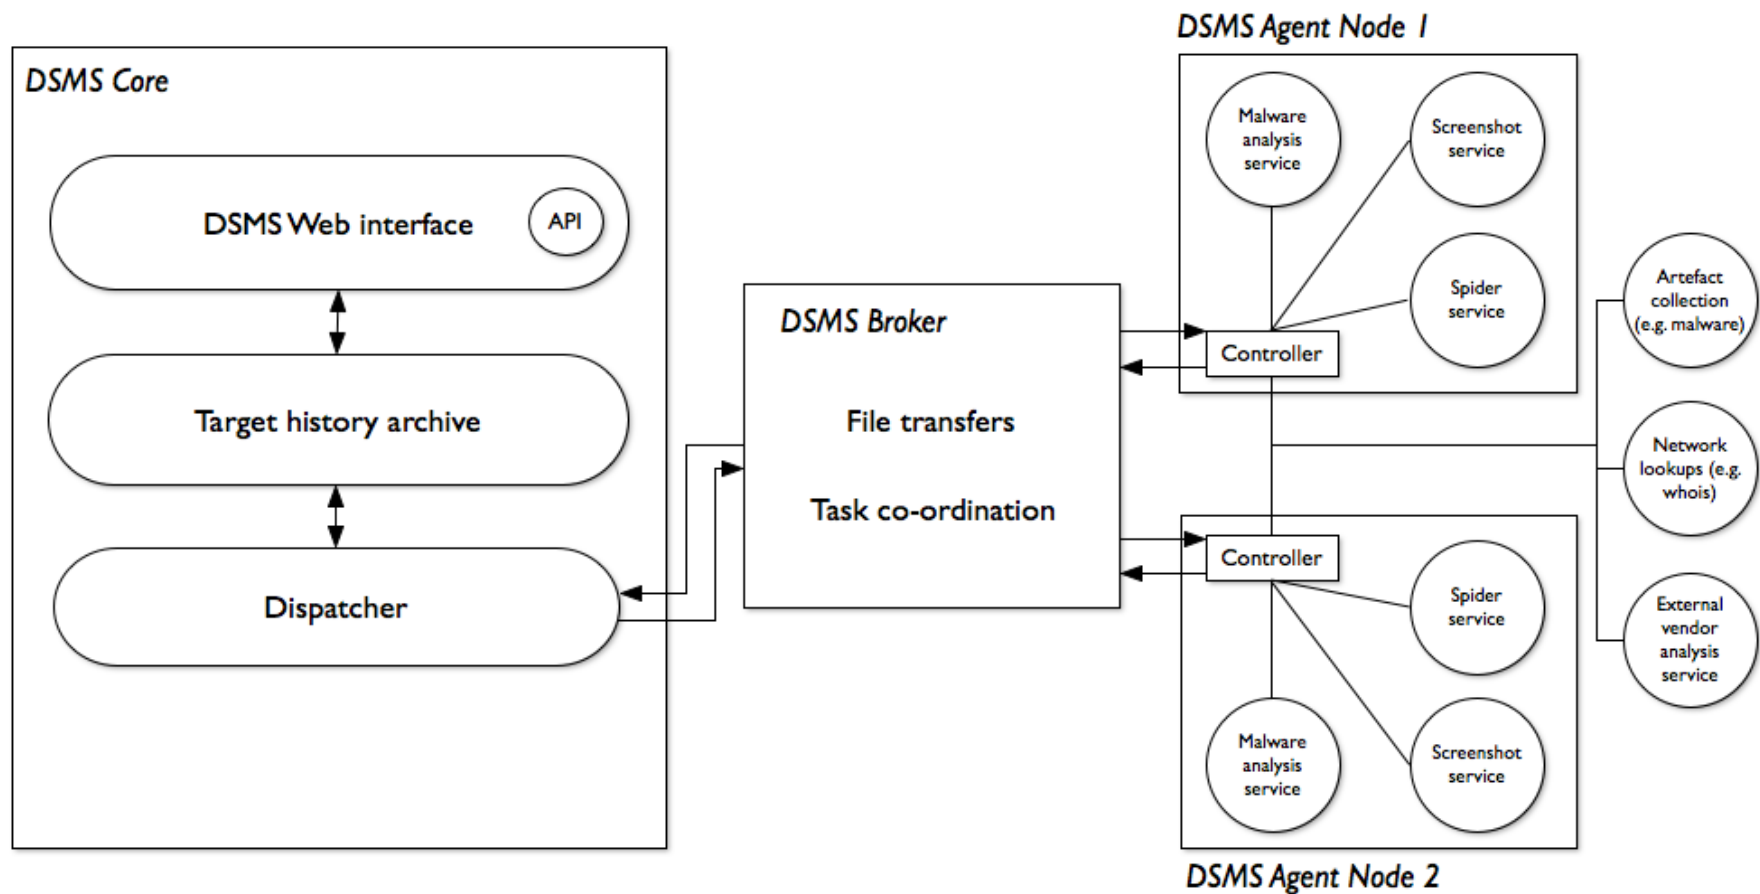 DSMS Core
DSMS Web interface
API
Target history archive
Dispatcher
DSMS Broker
File transfers
Task co-ordination
DSMS Agent Node 1
Malware
analysis
service
Screenshot
service
Spider
service
Controller
Controller
Spider
service
Malware
analysis
service
Screenshot
service
DSMS Agent Node 2
Artefact
collection
(e.g. malware)
Network
lookups (e.g.
whois)
External
vendor
analysis
service